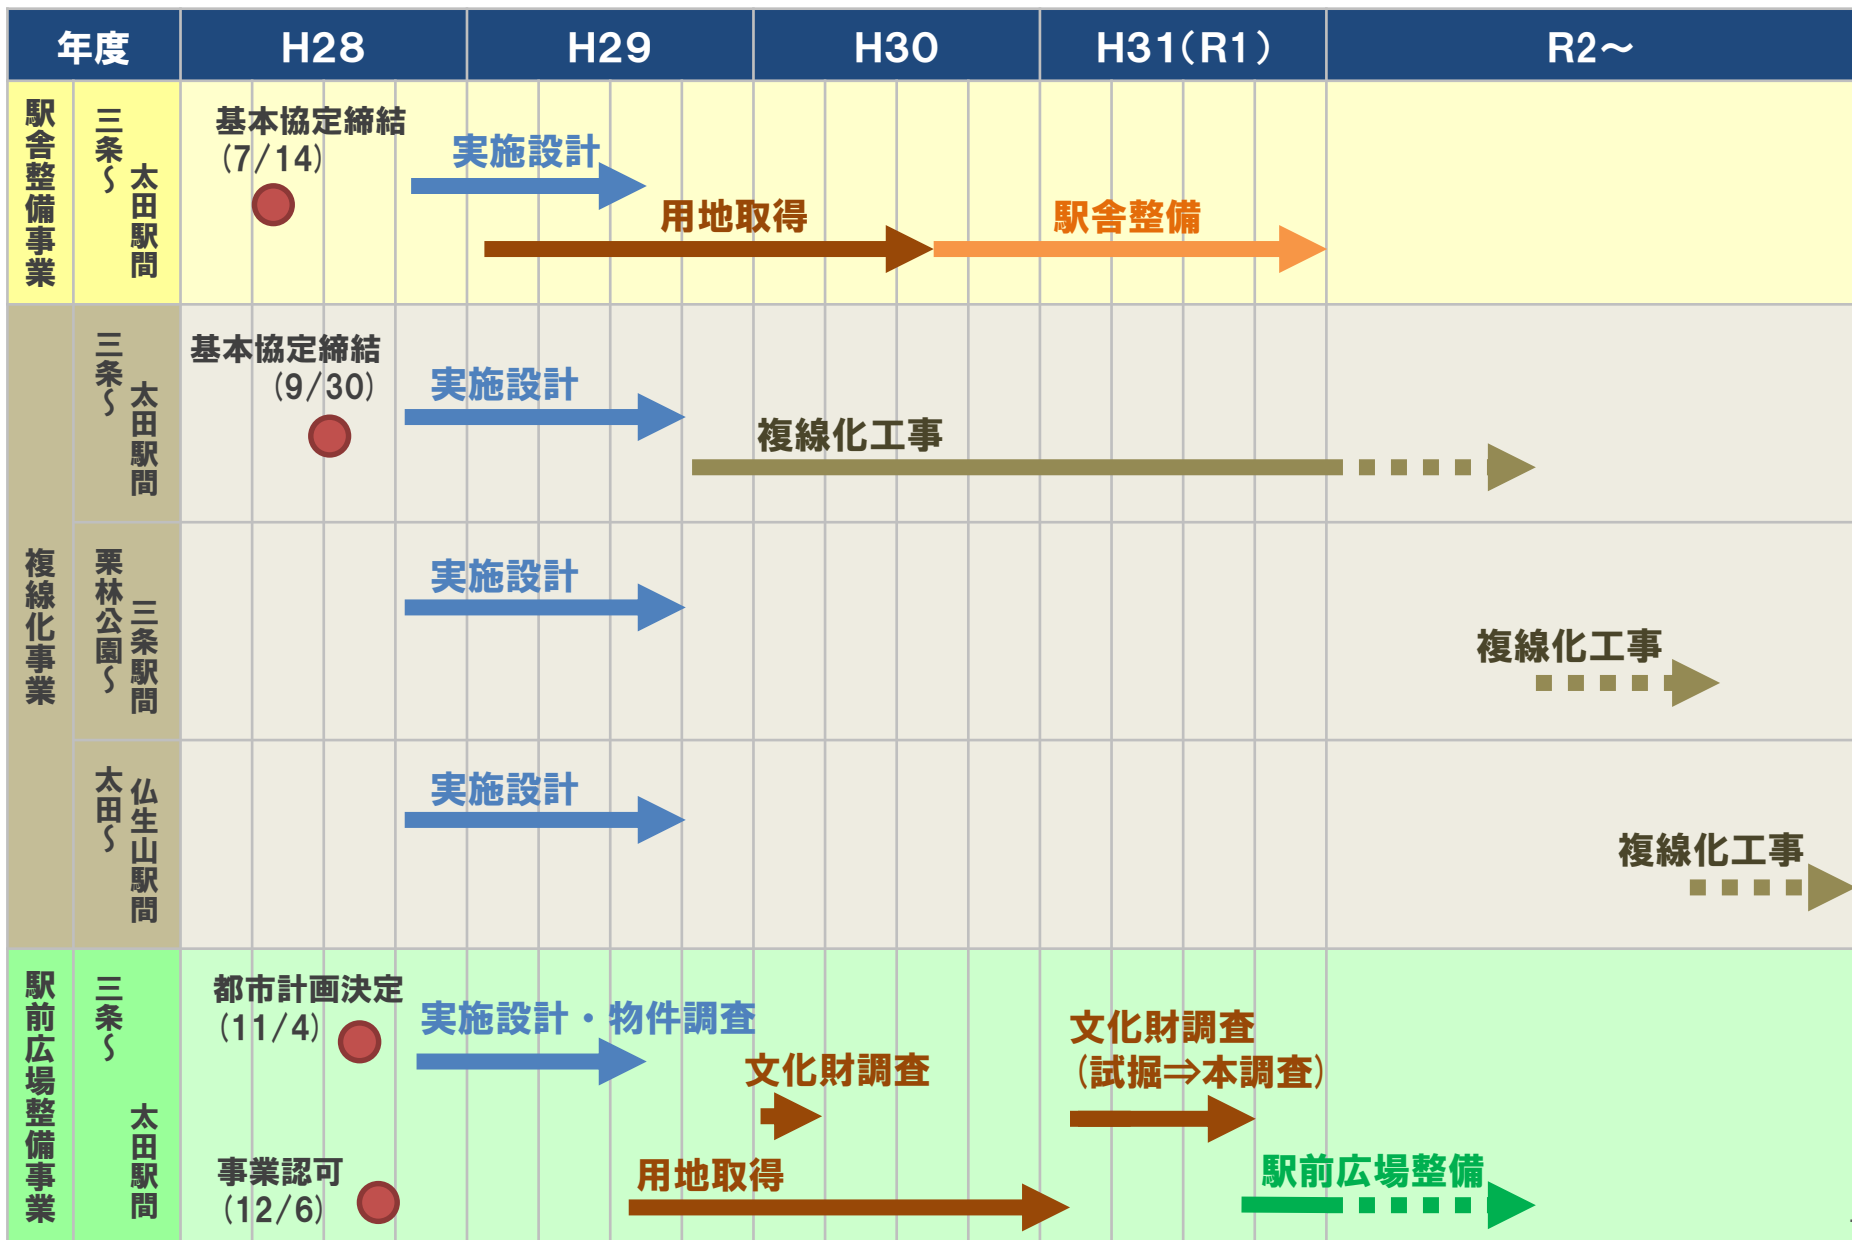 年度 H28 H29 H30 H31(R1) R2～
駅舎整備事業
三条～
太田駅間
基本協定締結
(7/14)
実施設計
用地取得
駅舎整備
複線化事業
三条～
太田駅間
基本協定締結
(9/30)
実施設計
複線化工事
栗林公園～
三条駅間
実施設計
複線化工事
太田～
仏生山駅間
実施設計
複線化工事
駅前広場整備事業
三条～
太田駅間
都市計画決定
(11/4)
実施設計・物件調査
文化財調査
文化財調査
(試掘⇒本調査)
事業認可
(12/6)
用地取得
駅前広場整備